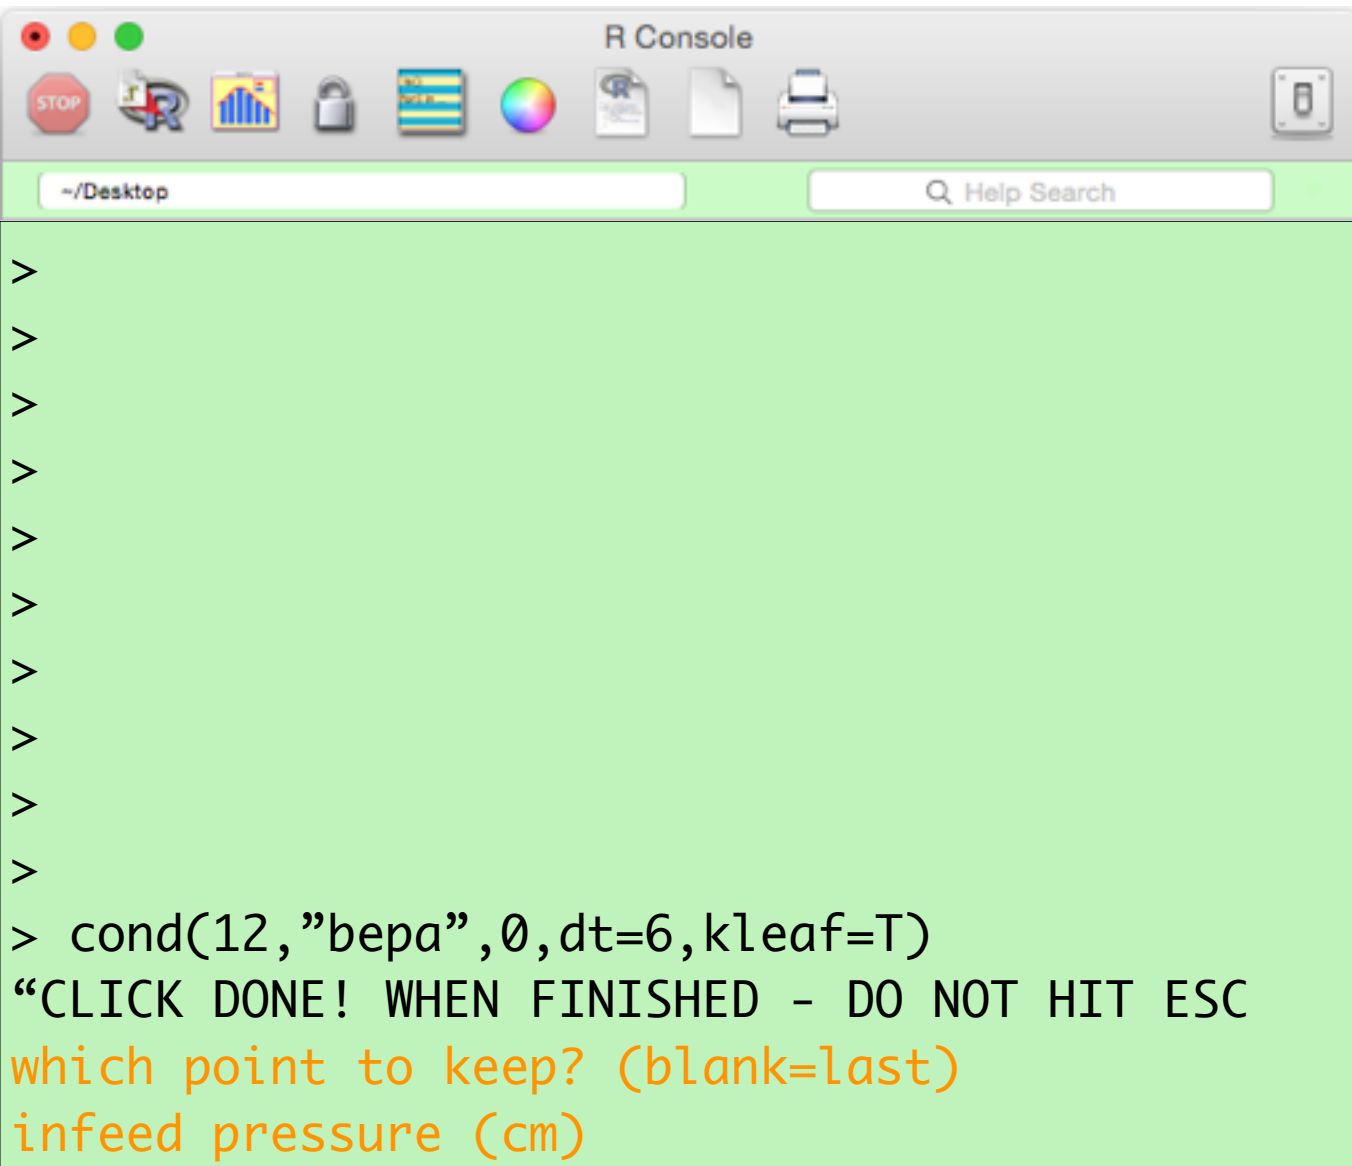 R Console
STOP
~/Desktop
Help Search
>
>
>
>
>
>
>
>
>
>
> cond(12,”bepa”,0,dt=6,kleaf=T)
“CLICK DONE! WHEN FINISHED - DO NOT HIT ESC
which point to keep? (blank=last)
infeed pressure (cm)